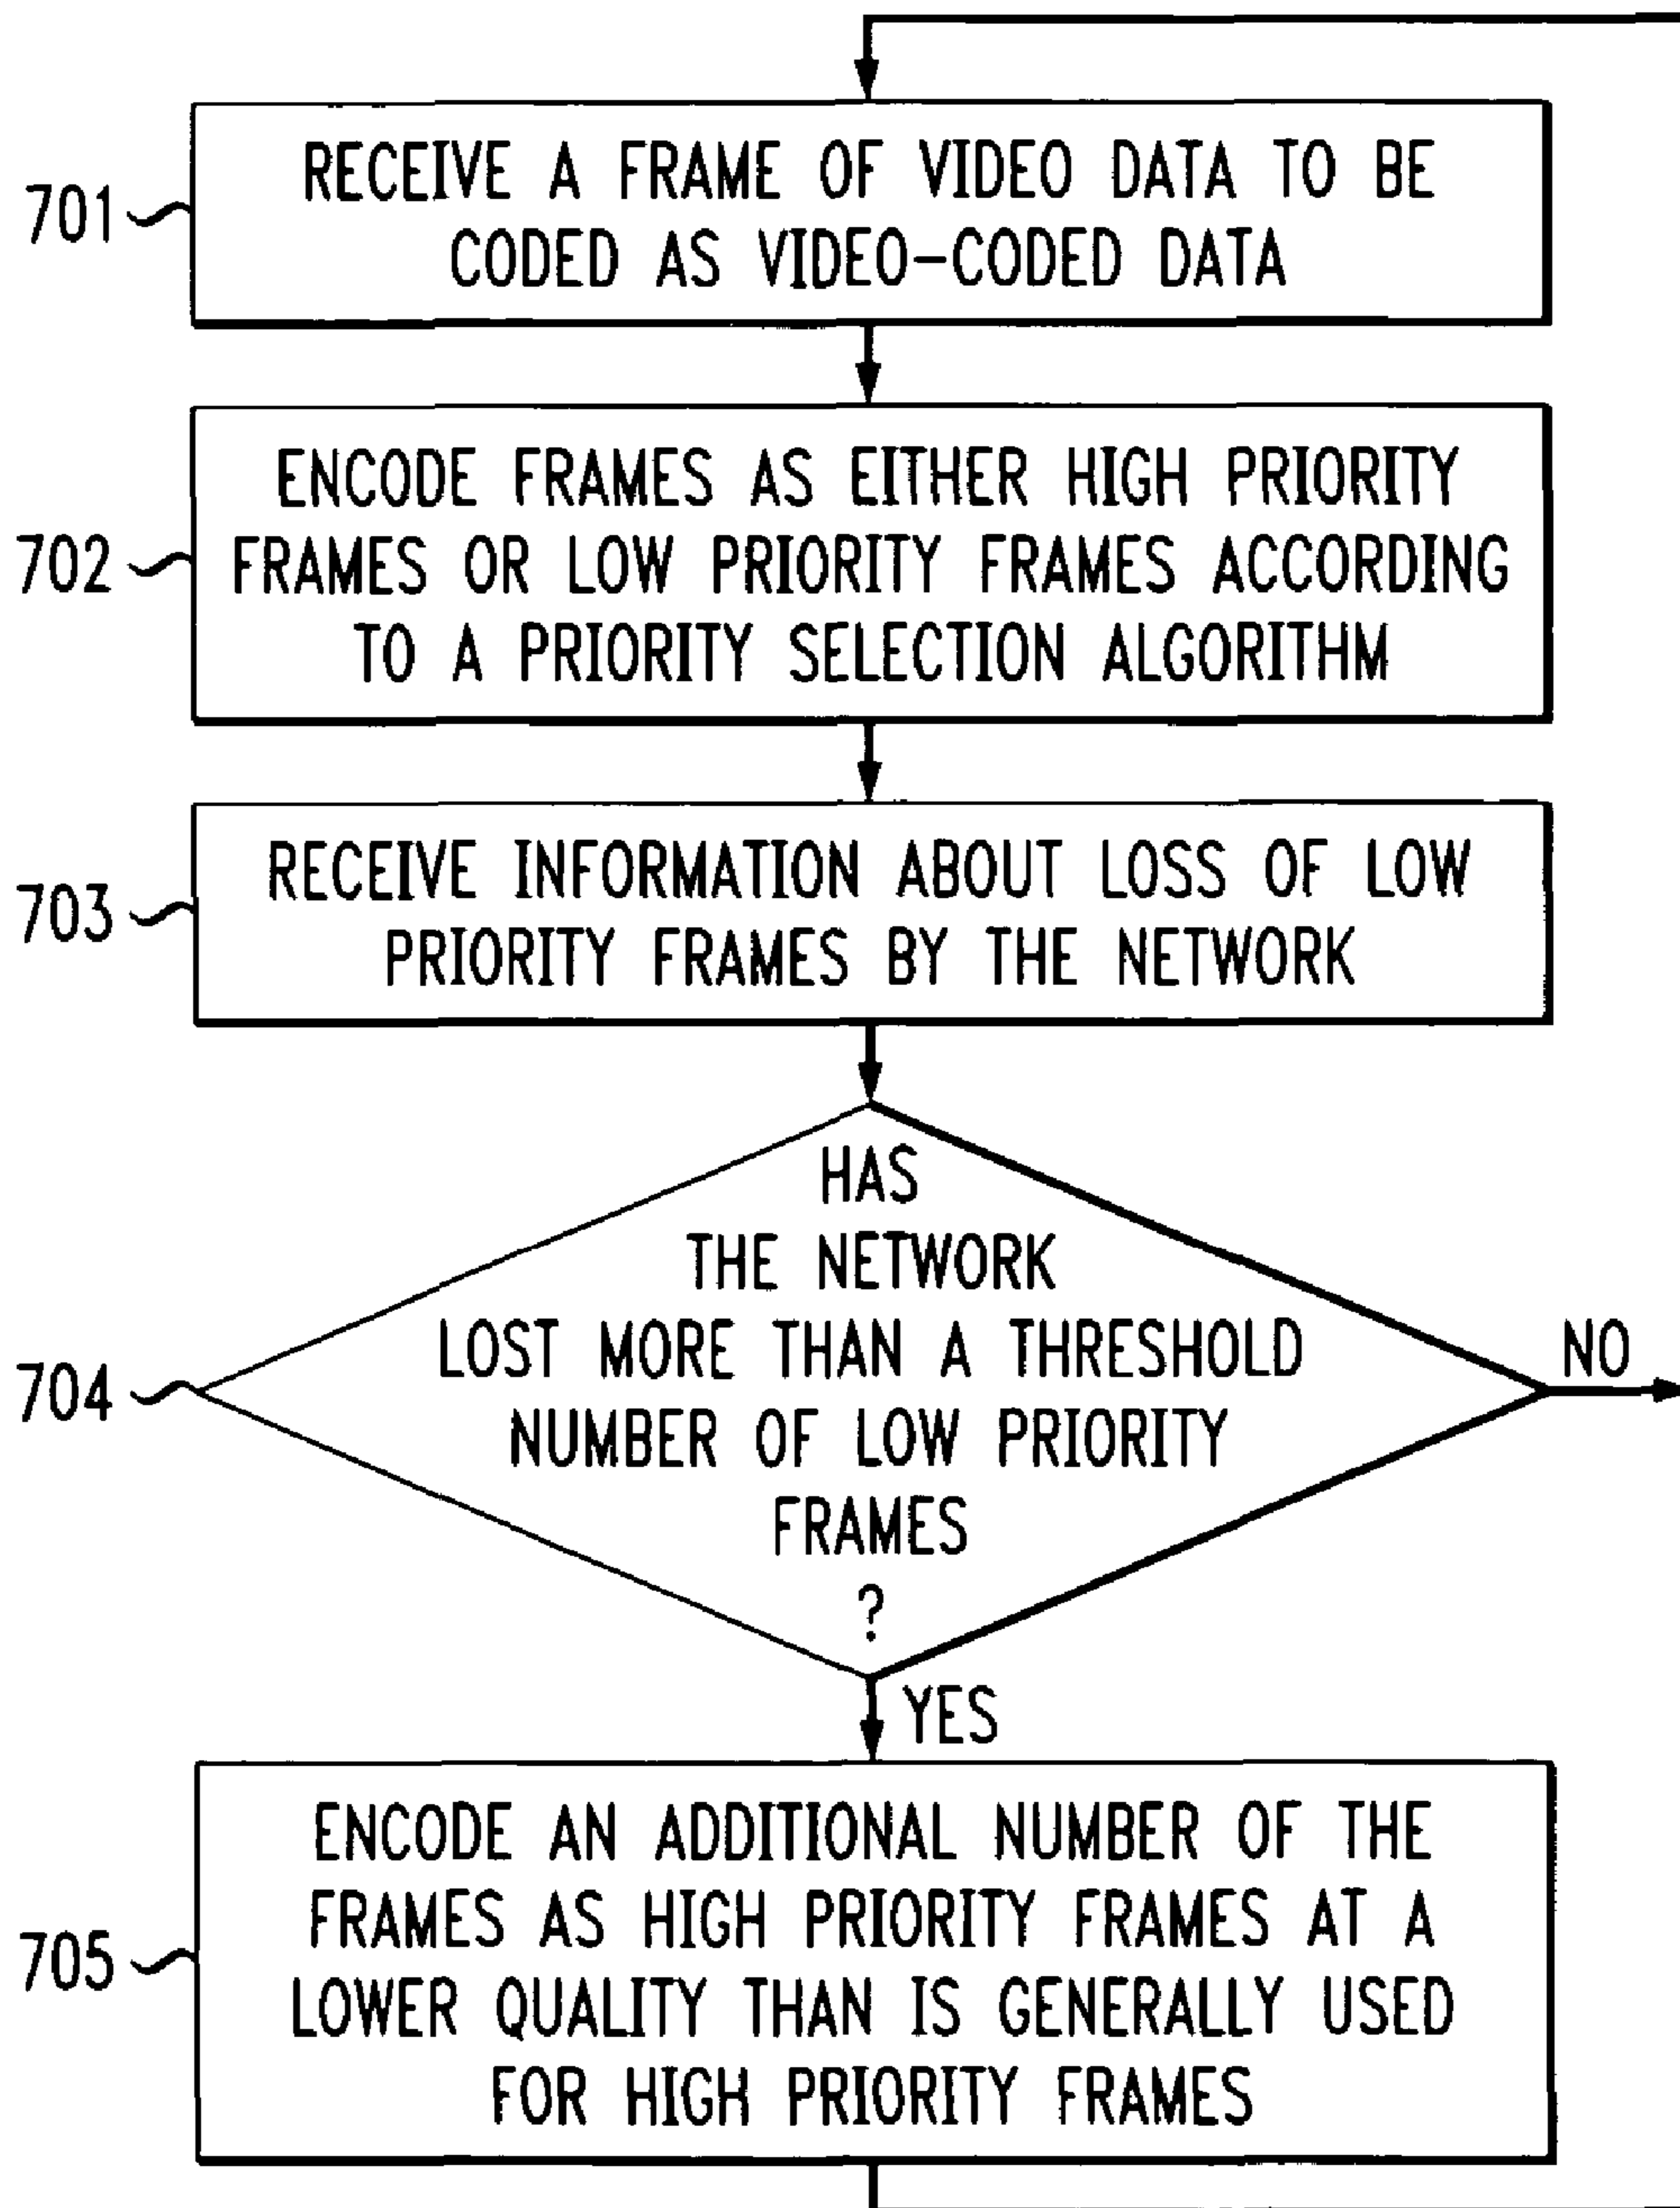 701
RECEIVE A FRAME OF VIDEO DATA TO BE
CODED AS VIDEO-CODED DATA
702
ENCODE FRAMES AS EITHER HIGH PRIORITY
FRAMES OR LOW PRIORITY FRAMES ACCORDING
TO A PRIORITY SELECTION ALGORITHM
703
RECEIVE INFORMATION ABOUT LOSS OF LOW
PRIORITY FRAMES BY THE NETWORK
704
HAS
THE NETWORK
LOST MORE THAN A THRESHOLD
NUMBER OF LOW PRIORITY
FRAMES
?
NO
YES
705
ENCODE AN ADDITIONAL NUMBER OF THE
FRAMES AS HIGH PRIORITY FRAMES AT A
LOWER QUALITY THAN IS GENERALLY USED
FOR HIGH PRIORITY FRAMES